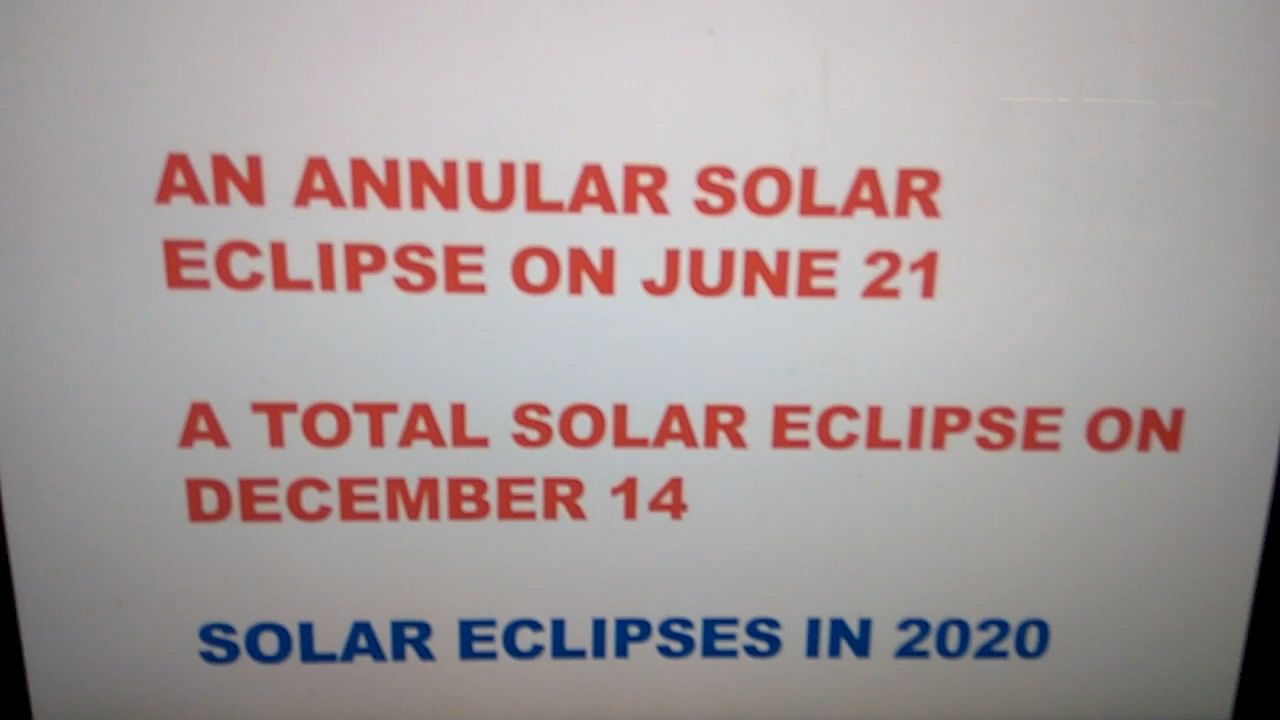 AN ANNULAR SOLAR
ECLIPSE ON JUNE 21
A TOTAL SOLAR ECLIPSE ON
DECEMBER 14
SOLAR ECLIPSES IN 2020